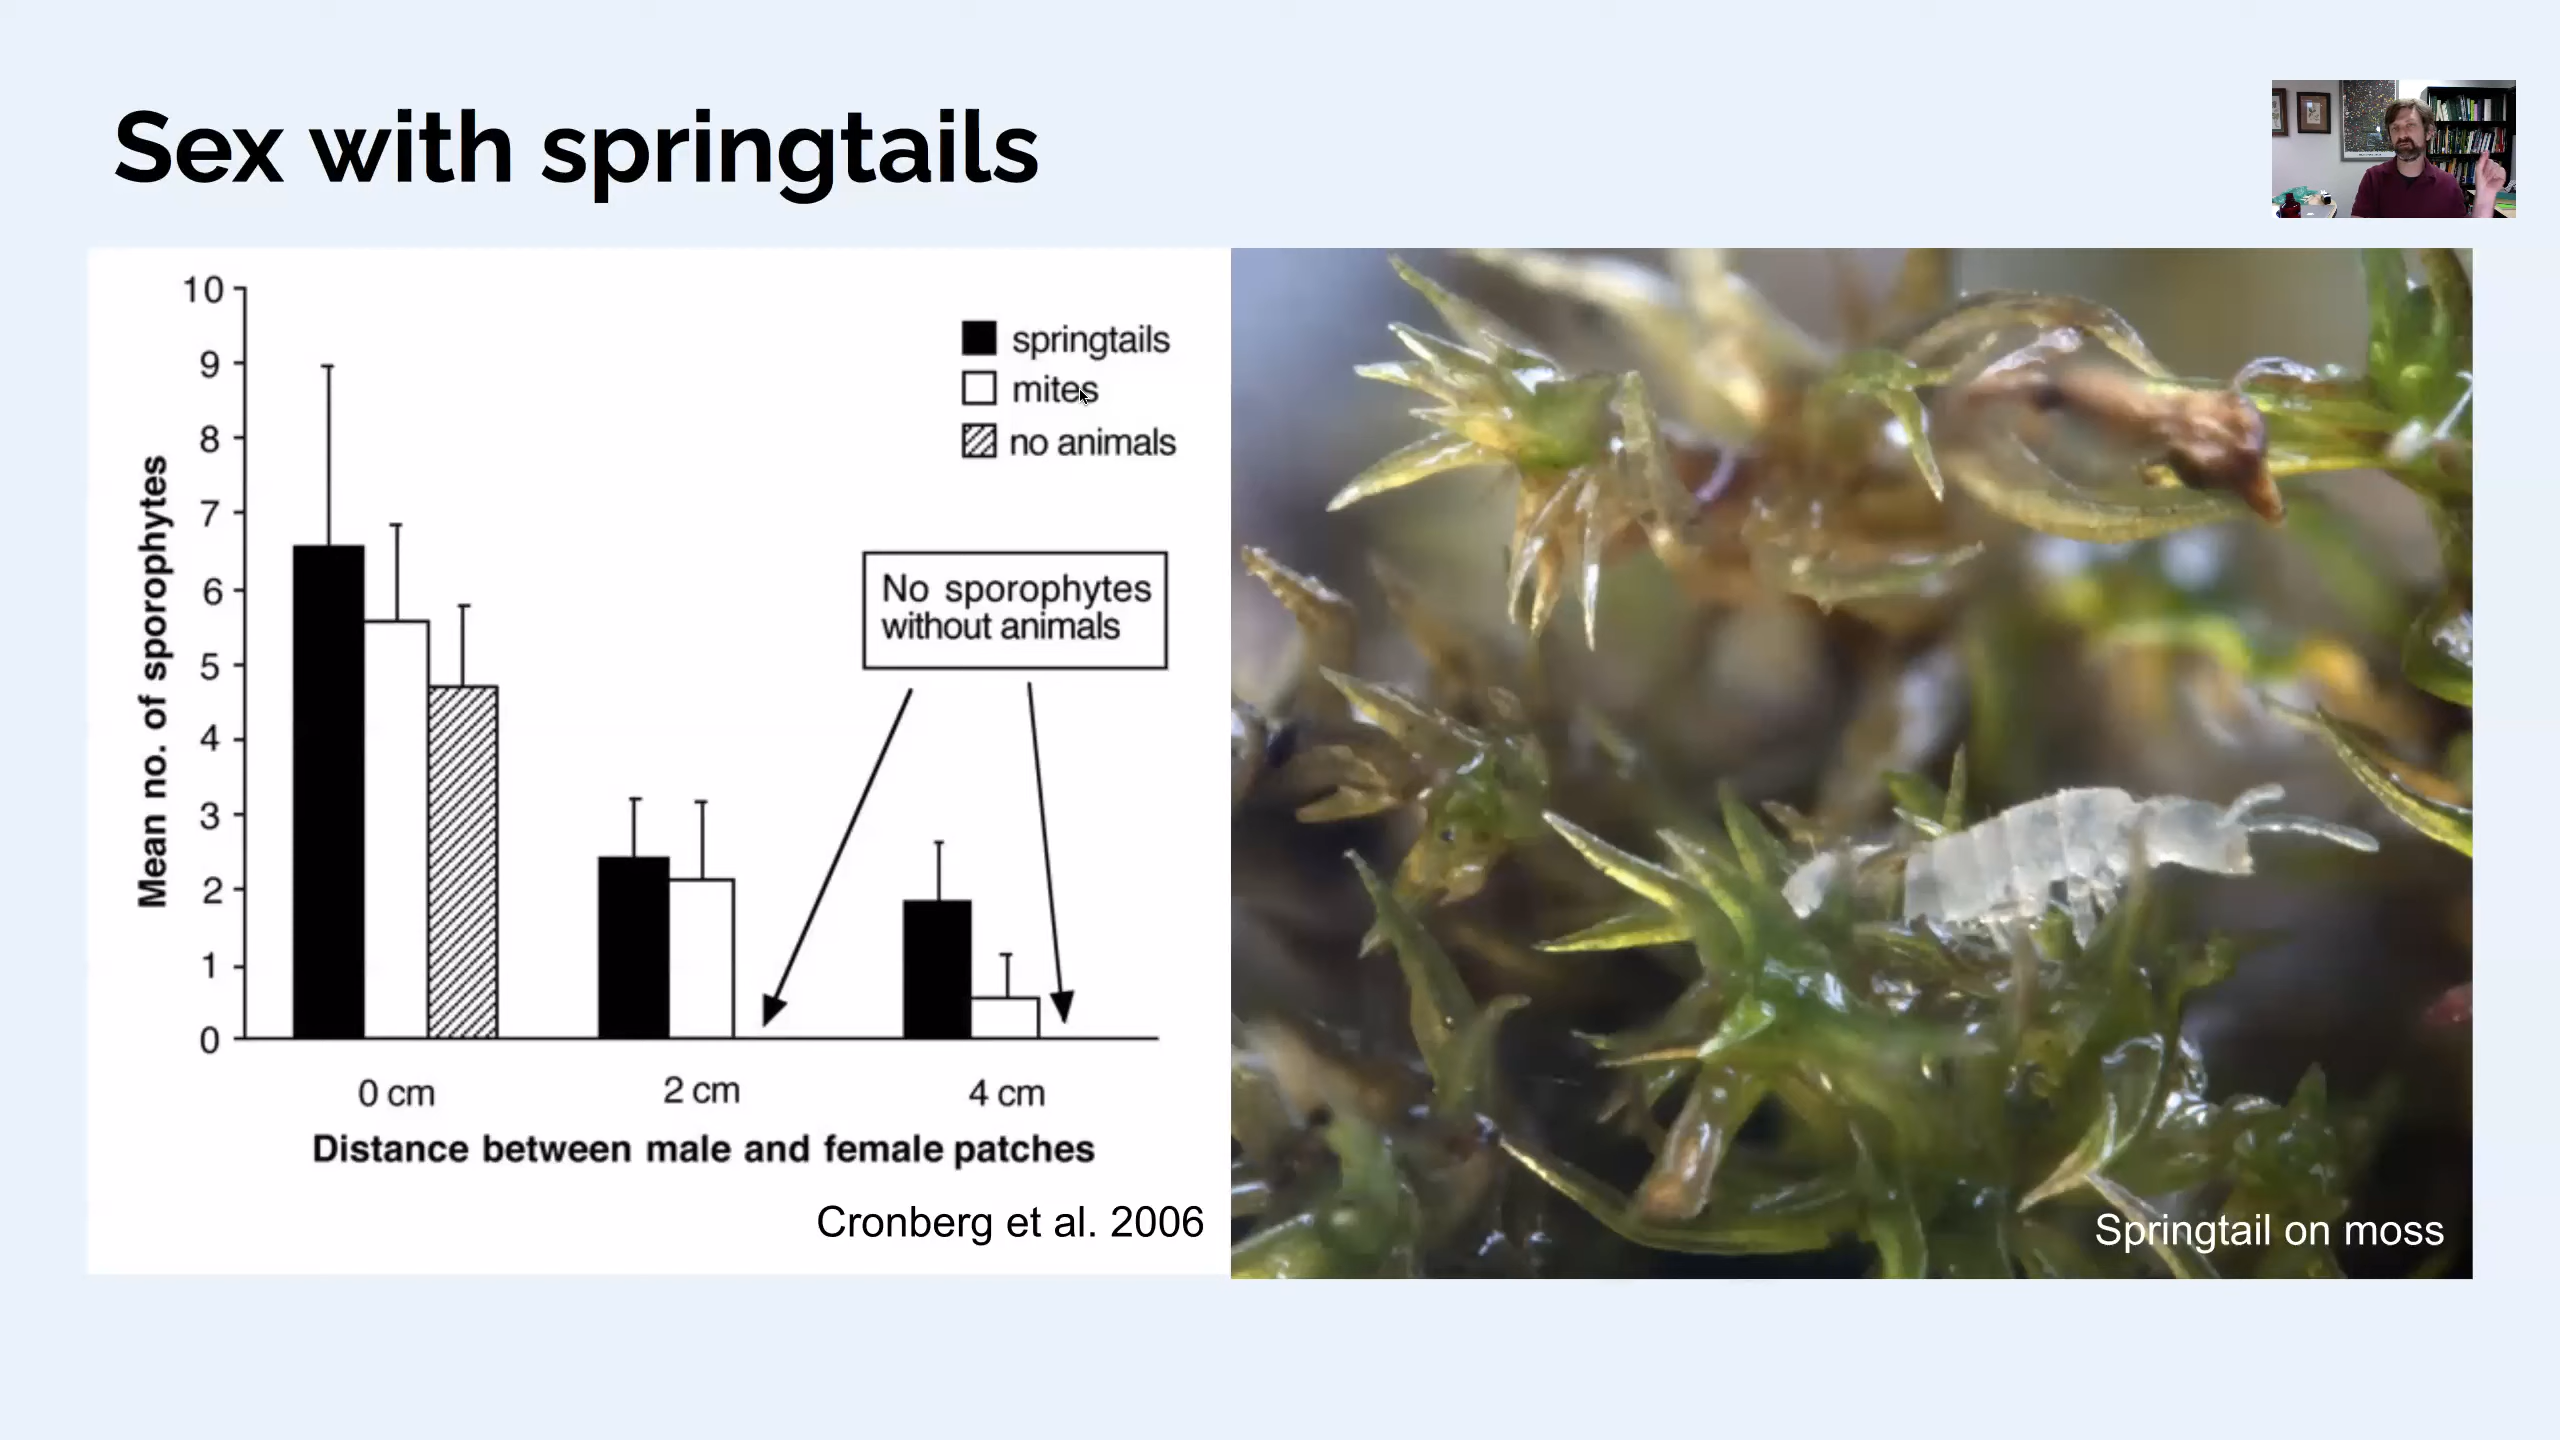 Sex with springtails
10
9
8
7
6
5
4
3
2
1
0
Mean no. of sporophytes
springtails
mites
no animals
No sporophytes
without animals
0 cm
2 cm
4 cm
Distance between male and female patches
Cronberg et al. 2006
Springtail on moss